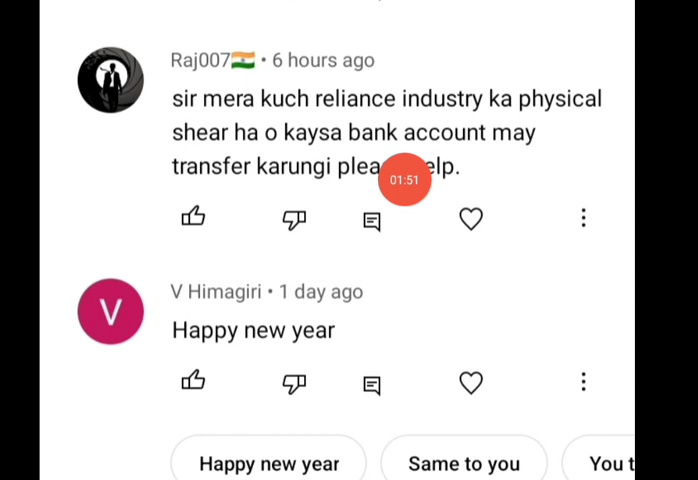 Raj007🇮🇳 • 6 hours ago
sir mera kuch reliance industry ka physical
shear ha o kaysa bank account may
transfer karungi plea elp.
01:51
V
V Himagiri • 1 day ago
Happy new year
Happy new year Same to you You t